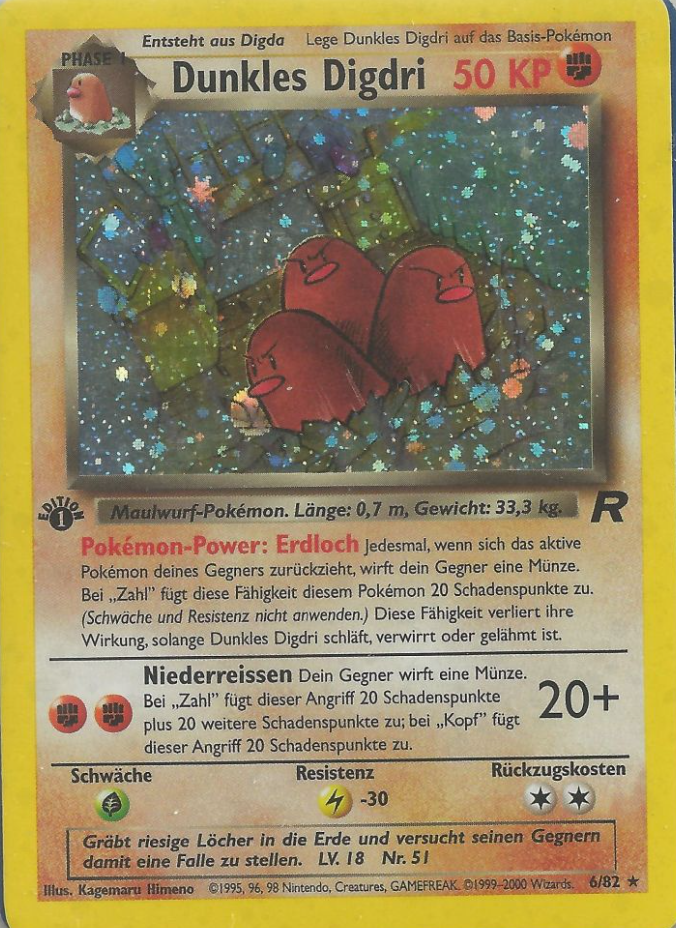 Entsteht aus Digda Lege Dunkles Digdri auf das Basis-Pokémon
PHASE 1
Dunkles Digdri 50 KP
EDITION 1
Maulwurf-Pokémon. Länge: 0,7 m, Gewicht: 33,3 kg.
R
Pokémon-Power: Erdloch Jedesmal, wenn sich das aktive
Pokémon deines Gegners zurückzieht, wirft dein Gegner eine Münze.
Bei „Zahl" fügt diese Fähigkeit diesem Pokémon 20 Schadenspunkte zu.
(Schwäche und Resistenz nicht anwenden.) Diese Fähigkeit verliert ihre
Wirkung, solange Dunkles Digdri schläft, verwirrt oder gelähmt ist.
Niederreissen Dein Gegner wirft eine Münze.
Bei „Zahl" fügt dieser Angriff 20 Schadenspunkte
plus 20 weitere Schadenspunkte zu; bei „Kopf" fügt
dieser Angriff 20 Schadenspunkte zu.
20+
Schwäche Resistenz Rückzugskosten
-30
Gräbt riesige Löcher in die Erde und versucht seinen Gegnern
damit eine Falle zu stellen. LV. 18 Nr. 51
Illus. Kagemaru Himeno ©1995, 96, 98 Nintendo, Creatures, GAMEFREAK. ©1999-2000 Wizards. 6/82 ★